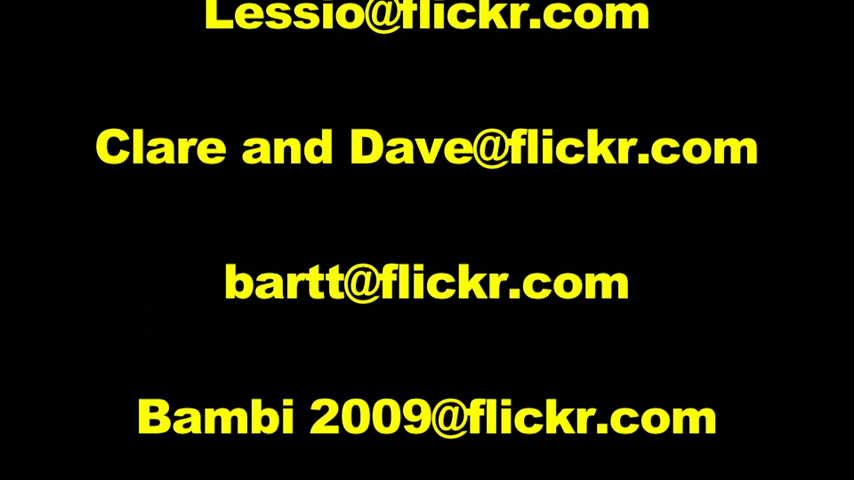 Lessio@flickr.com
Clare and Dave@flickr.com
bartt@flickr.com
Bambi 2009@flickr.com